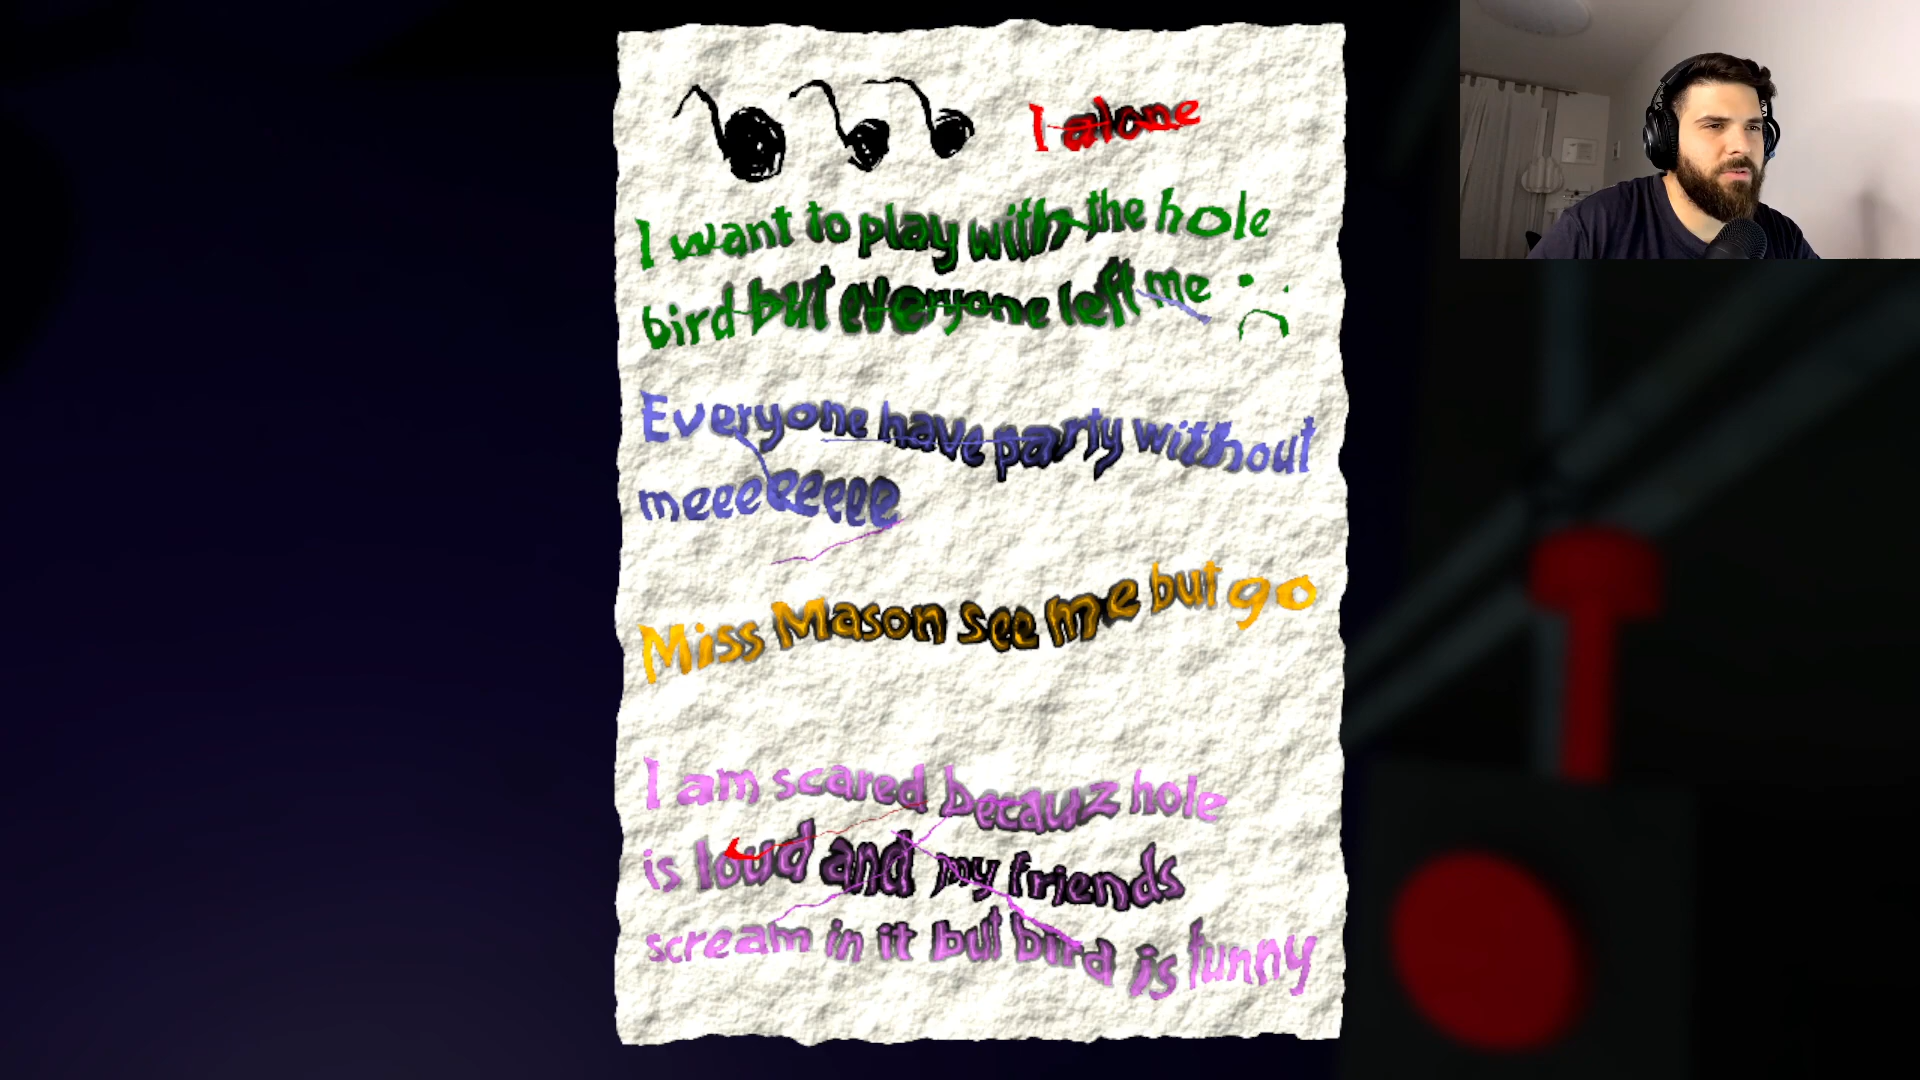 I alone
I want to play with the hole
bird but everyone left me :(
Everyone have party without
meeeeeeee
Miss Mason see me but go
I am scared becauz hole
is loud and my friends
scream in it but bird is funny